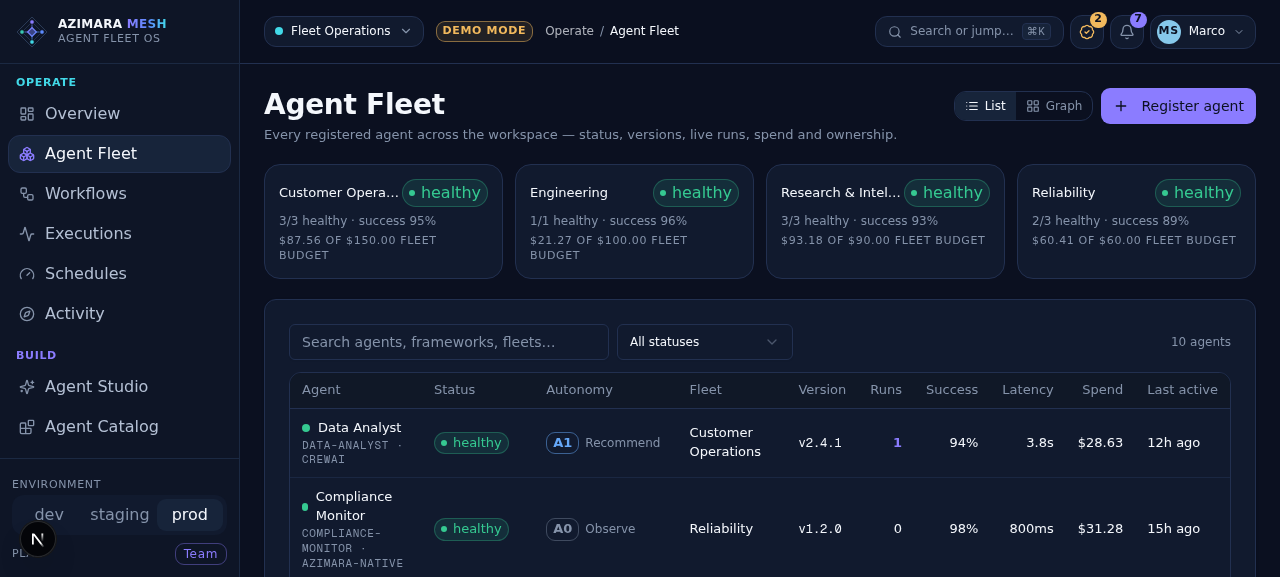 AZIMARA MESH
AGENT FLEET OS
Fleet Operations
DEMO MODE
Operate / Agent Fleet
Search or jump… ⌘K
2
7
MS
Marco
OPERATE
Overview
Agent Fleet
Workflows
Executions
Schedules
Activity
BUILD
Agent Studio
Agent Catalog
ENVIRONMENT
dev staging prod
N
Team
Agent Fleet
Every registered agent across the workspace — status, versions, live runs, spend and ownership.
List
Graph
+ Register agent
Customer Opera… healthy
3/3 healthy · success 95%
$87.56 OF $150.00 FLEET
BUDGET
Engineering healthy
1/1 healthy · success 96%
$21.27 OF $100.00 FLEET
BUDGET
Research & Intel… healthy
3/3 healthy · success 93%
$93.18 OF $90.00 FLEET BUDGET
Reliability healthy
2/3 healthy · success 89%
$60.41 OF $60.00 FLEET BUDGET
Search agents, frameworks, fleets…
All statuses
10 agents
Agent Status Autonomy Fleet Version Runs Success Latency Spend Last active
Data Analyst
DATA-ANALYST ·
CREWAI
healthy
A1 Recommend
Customer
Operations
v2.4.1
1
94%
3.8s
$28.63
12h ago
Compliance
Monitor
COMPLIANCE-
MONITOR ·
AZIMARA-NATIVE
healthy
A0 Observe
Reliability
v1.2.0
0
98%
800ms
$31.28
15h ago